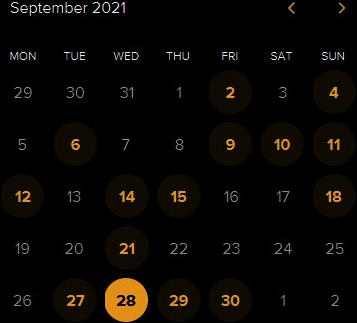 September 2021
MON TUE WED THU FRI SAT SUN
29 30 31 1 2 3 4
5 6 7 8 9 10 11
12 13 14 15 16 17 18
19 20 21 22 23 24 25
26 27 28 29 30 1 2